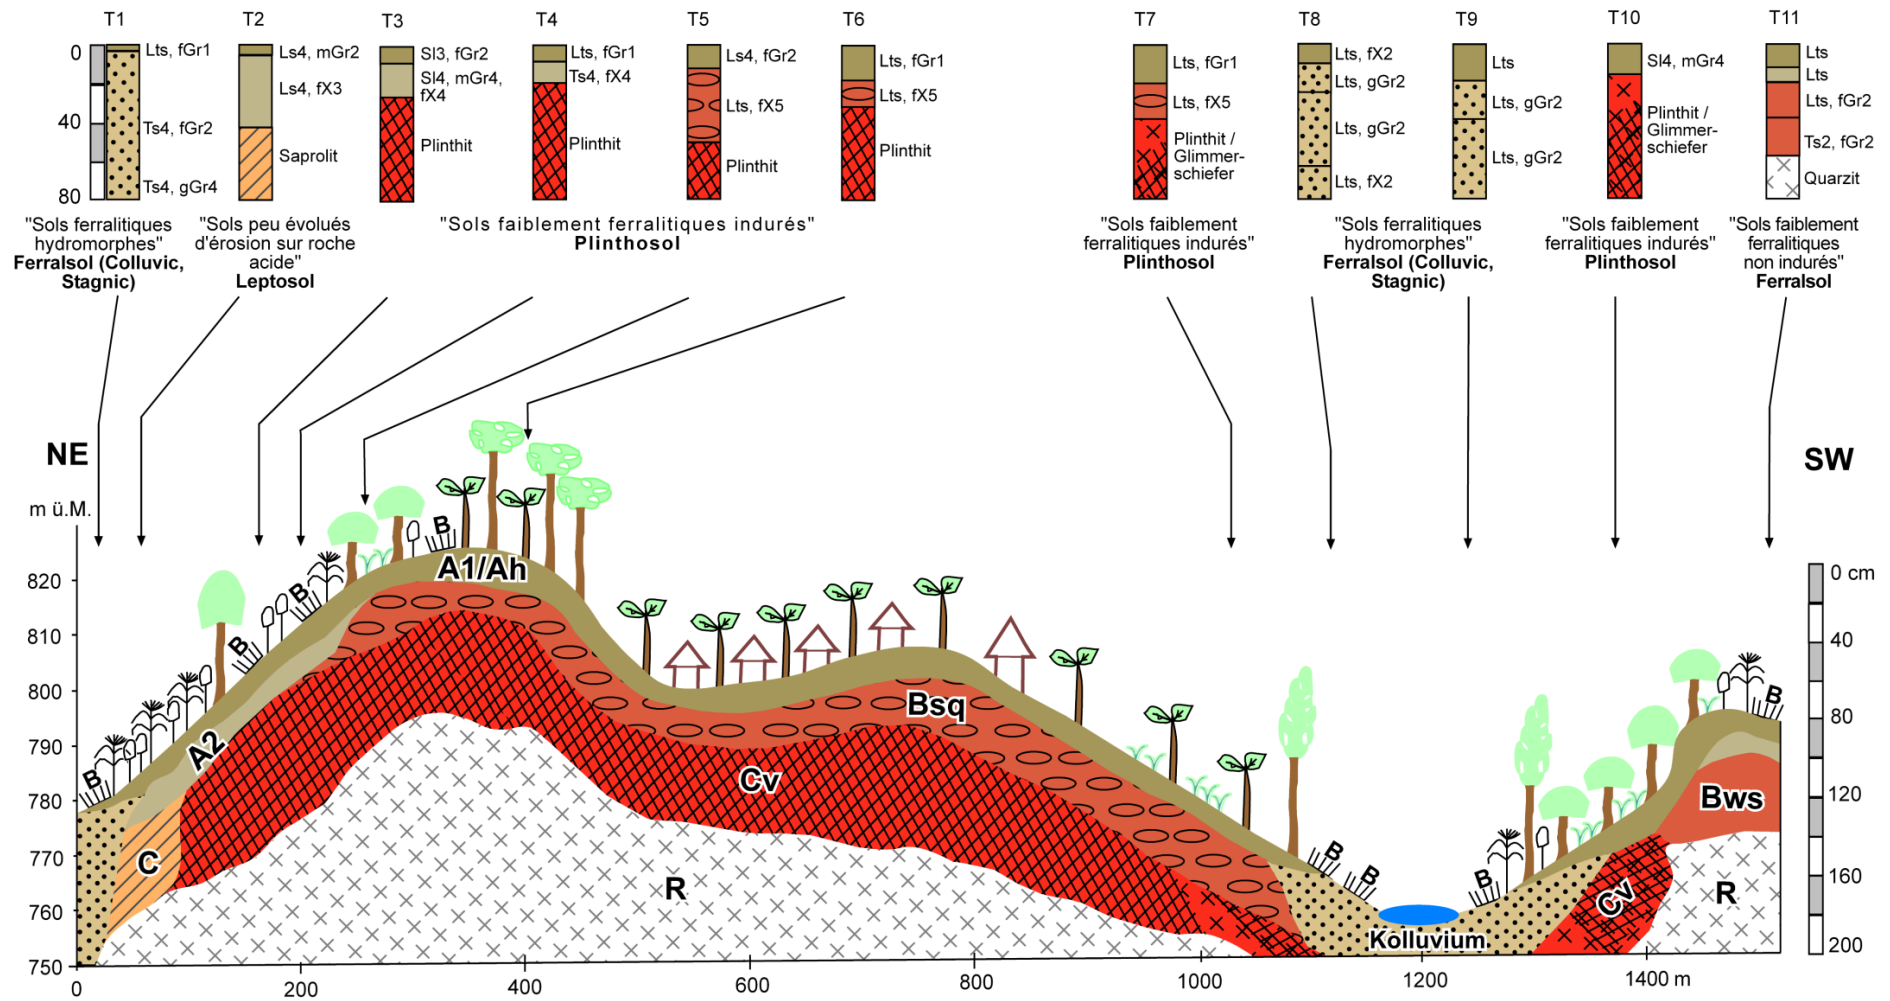 T1 T2 T3 T4 T5 T6 T7 T8 T9 T10 T11
0
40
80
Lts, fGr1
Ts4, fGr2
Ts4, gGr4
Ls4, mGr2
Ls4, fX3
Saprolit
Sl3, fGr2
Sl4, mGr4,
fX4
Plinthit
Lts, fGr1
Ts4, fX4
Plinthit
Ls4, fGr2
Lts, fX5
Plinthit
Lts, fGr1
Lts, fX5
Plinthit
Lts, fGr1
Lts, fX5
Plinthit /
Glimmer-
schiefer
Lts, fX2
Lts, gGr2
Lts, gGr2
Lts, fX2
Lts
Lts, gGr2
Lts, gGr2
Sl4, mGr4
Plinthit /
Glimmer-
schiefer
Lts
Lts
Lts, fGr2
Ts2, fGr2
Quarzit
"Sols ferralitiques
hydromorphes"
Ferralsol (Colluvic,
Stagnic)
"Sols peu évolués
d'érosion sur roche
acide"
Leptosol
"Sols faiblement ferralitiques indurés"
Plinthosol
"Sols faiblement
ferralitiques indurés"
Plinthosol
"Sols ferralitiques
hydromorphes"
Ferralsol (Colluvic,
Stagnic)
"Sols faiblement
ferralitiques indurés"
Plinthosol
"Sols faiblement
ferralitiques
non indurés"
Ferralsol
NE
SW
m ü.M.
820
810
800
790
780
770
760
750
0 200 400 600 800 1000 1200 1400 m
0 cm
40
80
120
160
200
B
B
B
B
A1/Ah
A2
C
Bsq
Cv
R
B
B
B
B
Kolluvium
Cv
Bws
R